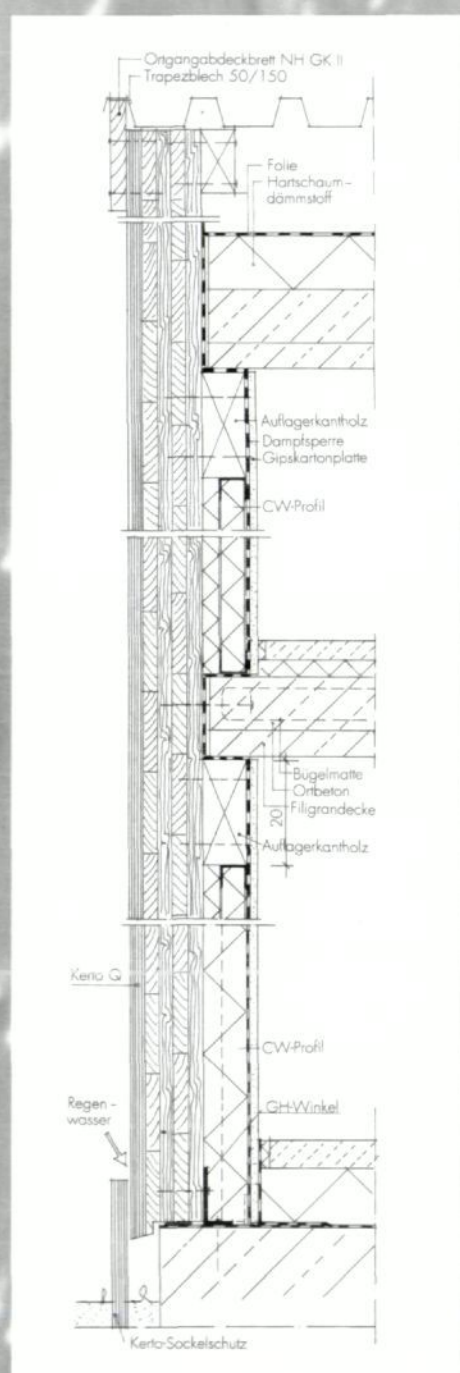 Ortgangabdeckbrett NH GK II
Trapezblech 50/150
Folie
Hartschaum-
dämmstoff
Auflagerkantholz
Dampfsperre
Gipskartonplatte
CW-Profil
Bügelmatte
Ortbeton
Filigrandecke
20
Auflagerkantholz
Kerto Q
CW-Profil
Regen-
wasser
GH-Winkel
Kerto-Sockelschutz